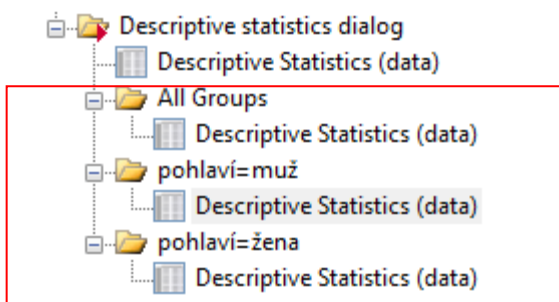 Descriptive statistics dialog
Descriptive Statistics (data)
All Groups
Descriptive Statistics (data)
pohlaví=muž
Descriptive Statistics (data)
pohlaví=žena
Descriptive Statistics (data)